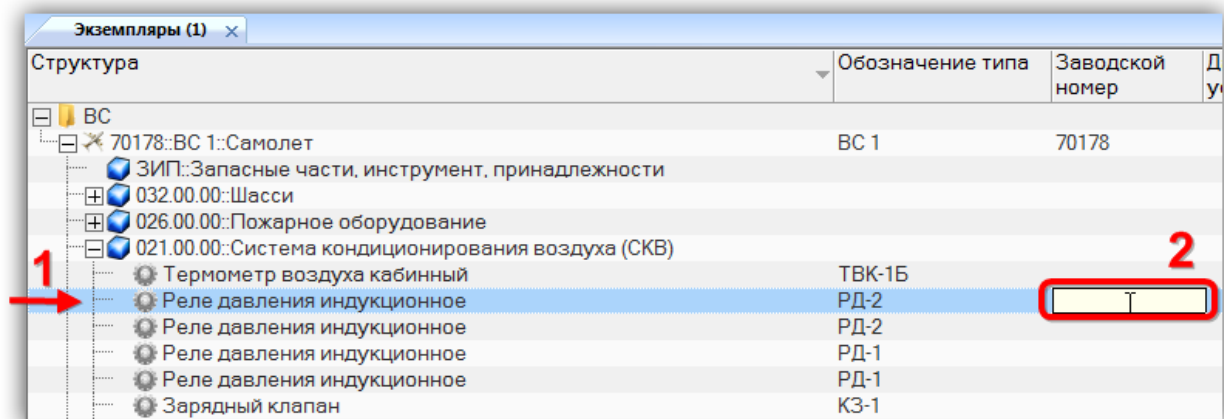 Экземпляры (1)
Структура Обозначение типа Заводской номер Д у
ВС
70178::ВС 1::Самолет ВС 1 70178
ЗИП::Запасные части, инструмент, принадлежности
032.00.00::Шасси
026.00.00::Пожарное оборудование
021.00.00::Система кондиционирования воздуха (СКВ)
1 2
Термометр воздуха кабинный ТВК-1Б
Реле давления индукционное РД-2
Реле давления индукционное РД-2
Реле давления индукционное РД-1
Реле давления индукционное РД-1
Зарядный клапан КЗ-1